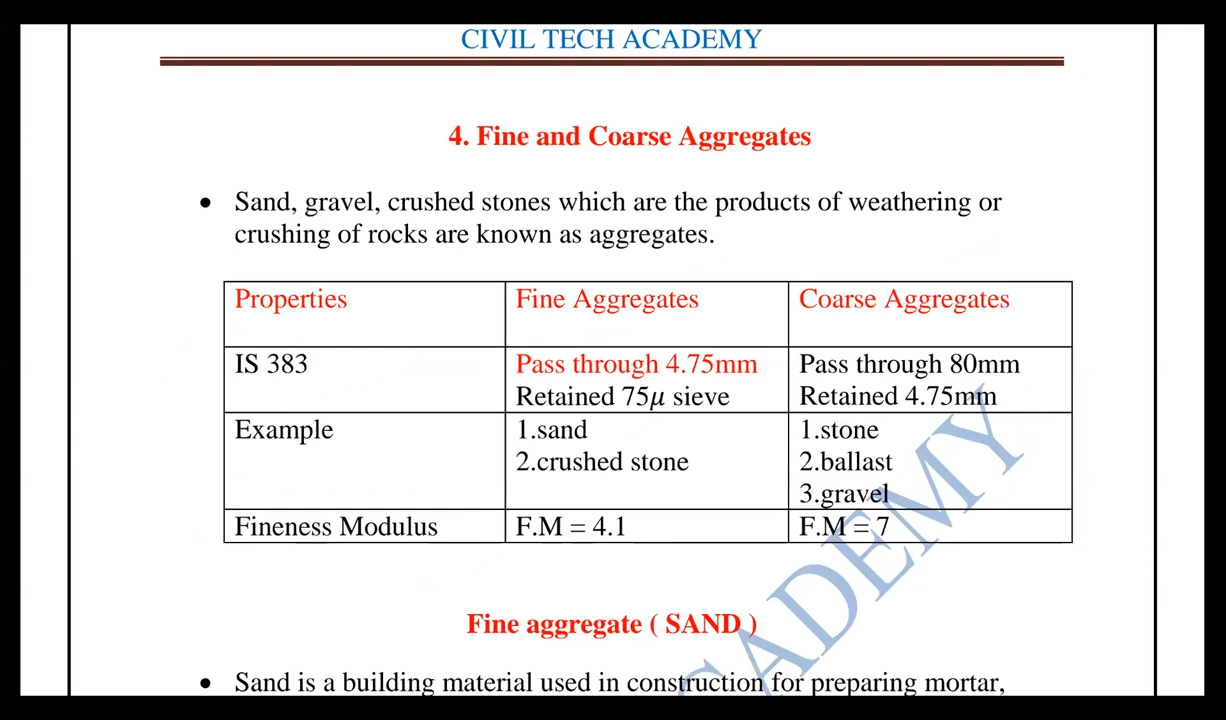 CIVIL TECH ACADEMY
4. Fine and Coarse Aggregates
• Sand, gravel, crushed stones which are the products of weathering or
crushing of rocks are known as aggregates.
Properties Fine Aggregates Coarse Aggregates
IS 383 Pass through 4.75mm Pass through 80mm
Retained 75μ sieve Retained 4.75mm
Example 1.sand 1.stone
2.crushed stone 2.ballast
3.gravel
Fineness Modulus F.M = 4.1 F.M = 7
Fine aggregate ( SAND )
• Sand is a building material used in construction for preparing mortar,
CADEMY